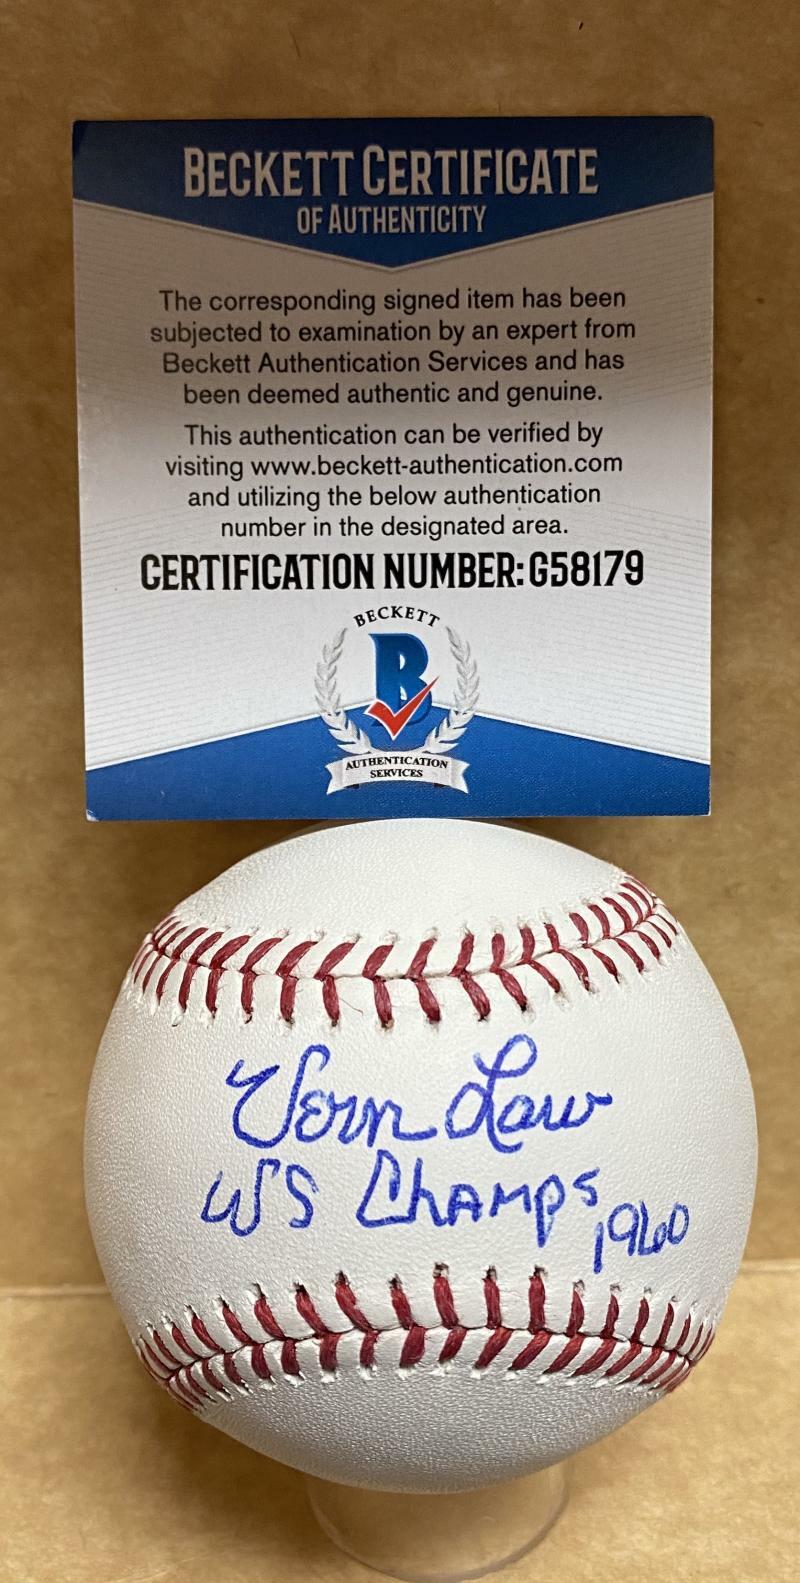 BECKETT CERTIFICATE
OF AUTHENTICITY
The corresponding signed item has been
subjected to examination by an expert from
Beckett Authentication Services and has
been deemed authentic and genuine.
This authentication can be verified by
visiting www.beckett-authentication.com
and utilizing the below authentication
number in the designated area.
CERTIFICATION NUMBER: G58179
BECKETT
B
AUTHENTICATION
SERVICES
Vern Law
WS Champs 1960